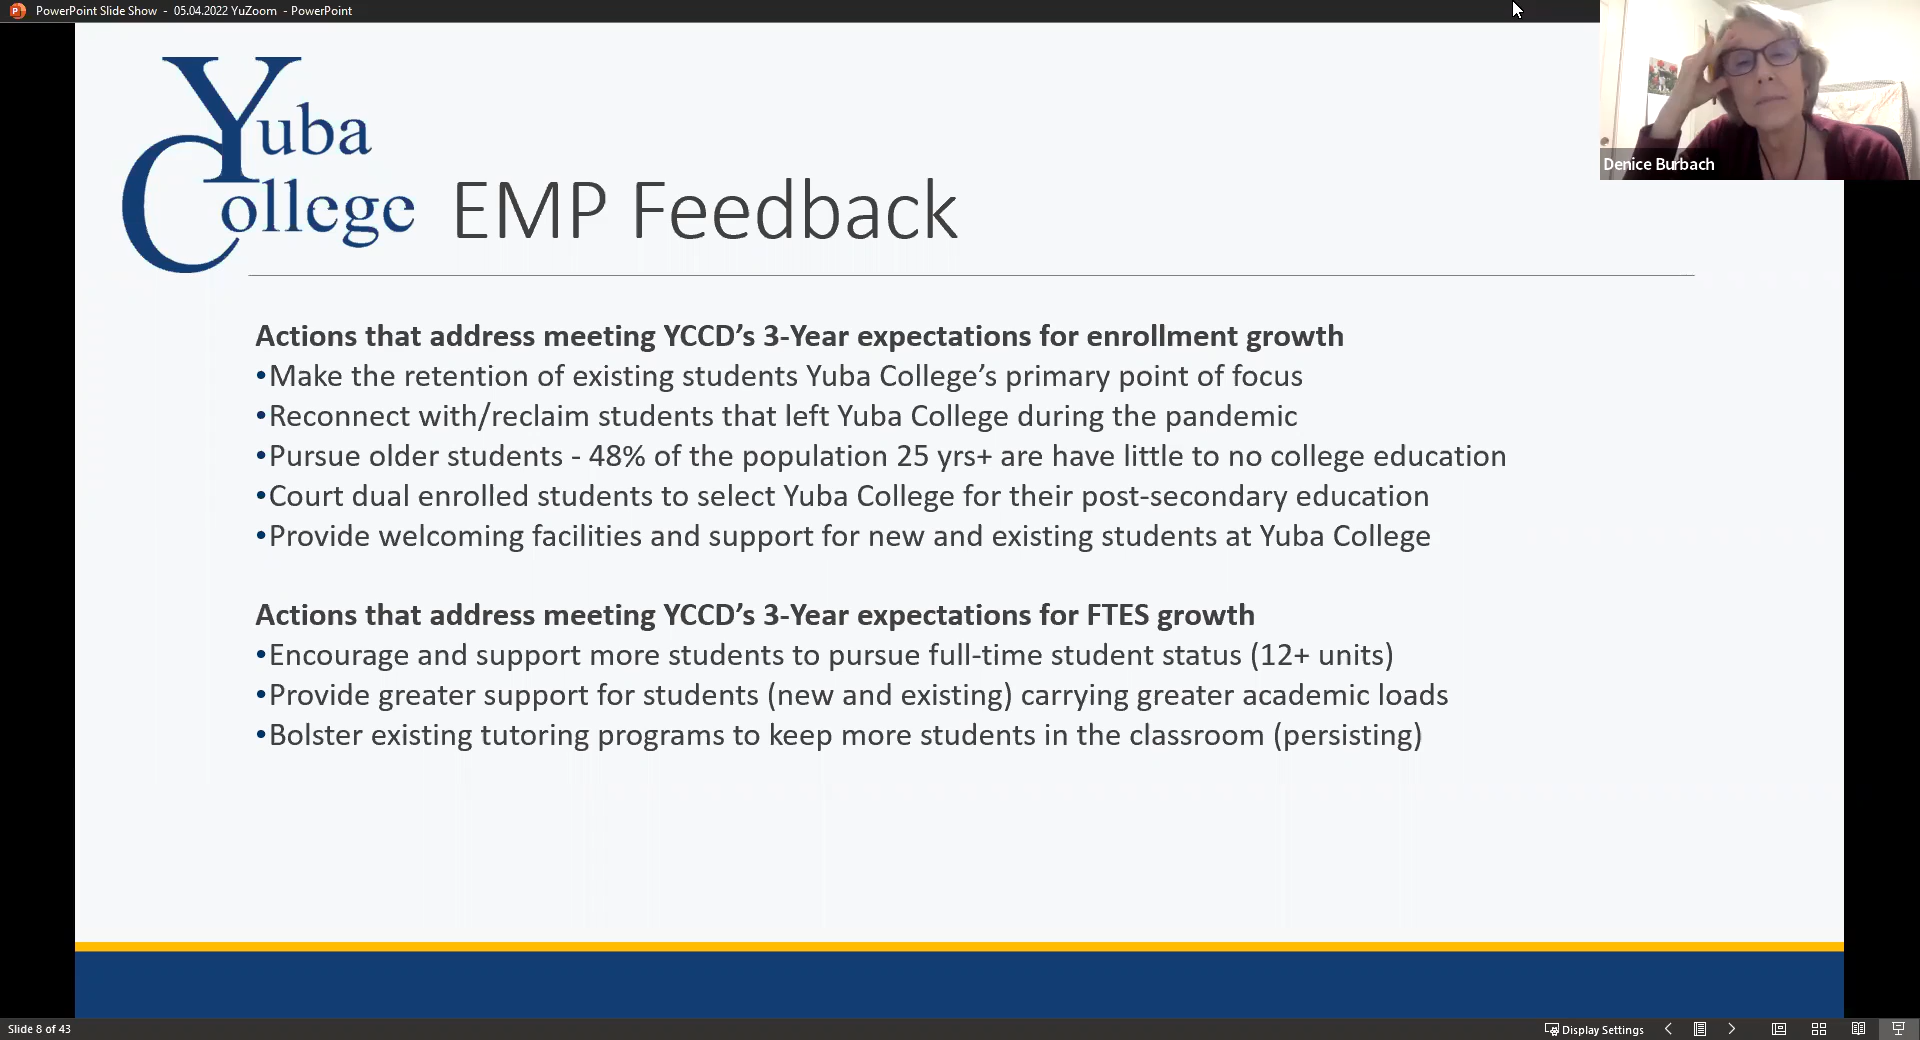 PowerPoint Slide Show - 05.04.2022 YuZoom - PowerPoint
Denice Burbach
Yuba
College
EMP Feedback
Actions that address meeting YCCD’s 3-Year expectations for enrollment growth
•Make the retention of existing students Yuba College’s primary point of focus
•Reconnect with/reclaim students that left Yuba College during the pandemic
•Pursue older students - 48% of the population 25 yrs+ are have little to no college education
•Court dual enrolled students to select Yuba College for their post-secondary education
•Provide welcoming facilities and support for new and existing students at Yuba College
Actions that address meeting YCCD’s 3-Year expectations for FTES growth
•Encourage and support more students to pursue full-time student status (12+ units)
•Provide greater support for students (new and existing) carrying greater academic loads
•Bolster existing tutoring programs to keep more students in the classroom (persisting)
Slide 8 of 43
Display Settings